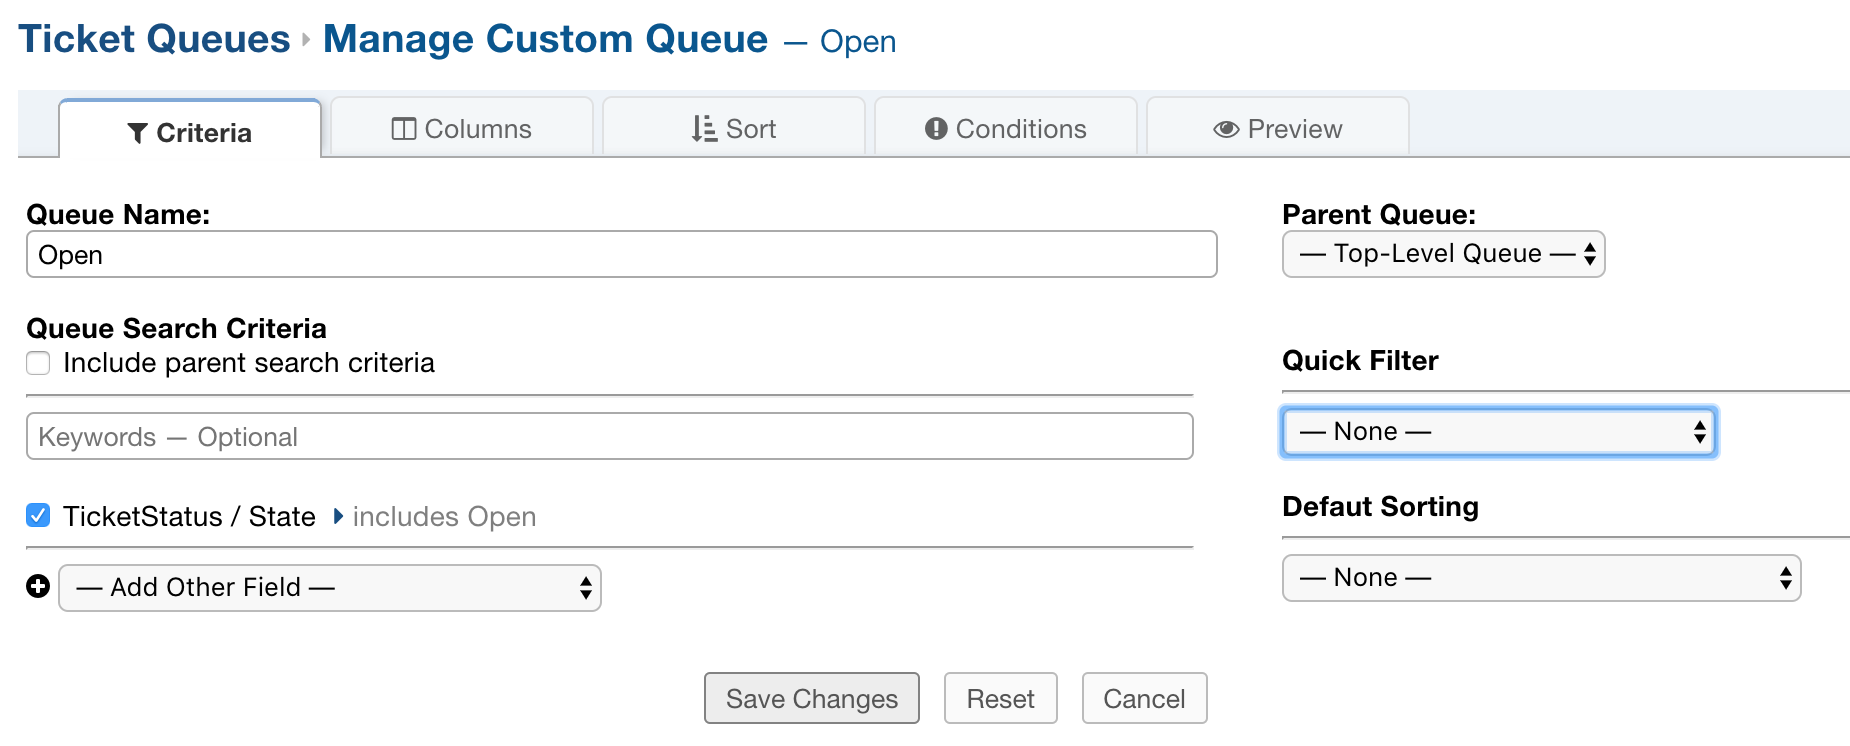 Ticket Queues Manage Custom Queue — Open
Criteria
Columns
Sort
Conditions
Preview
Queue Name:
Open
Parent Queue:
— Top-Level Queue —
Queue Search Criteria
Include parent search criteria
Quick Filter
Keywords — Optional
— None —
TicketStatus / State includes Open
Defaut Sorting
— Add Other Field —
— None —
Save Changes
Reset
Cancel